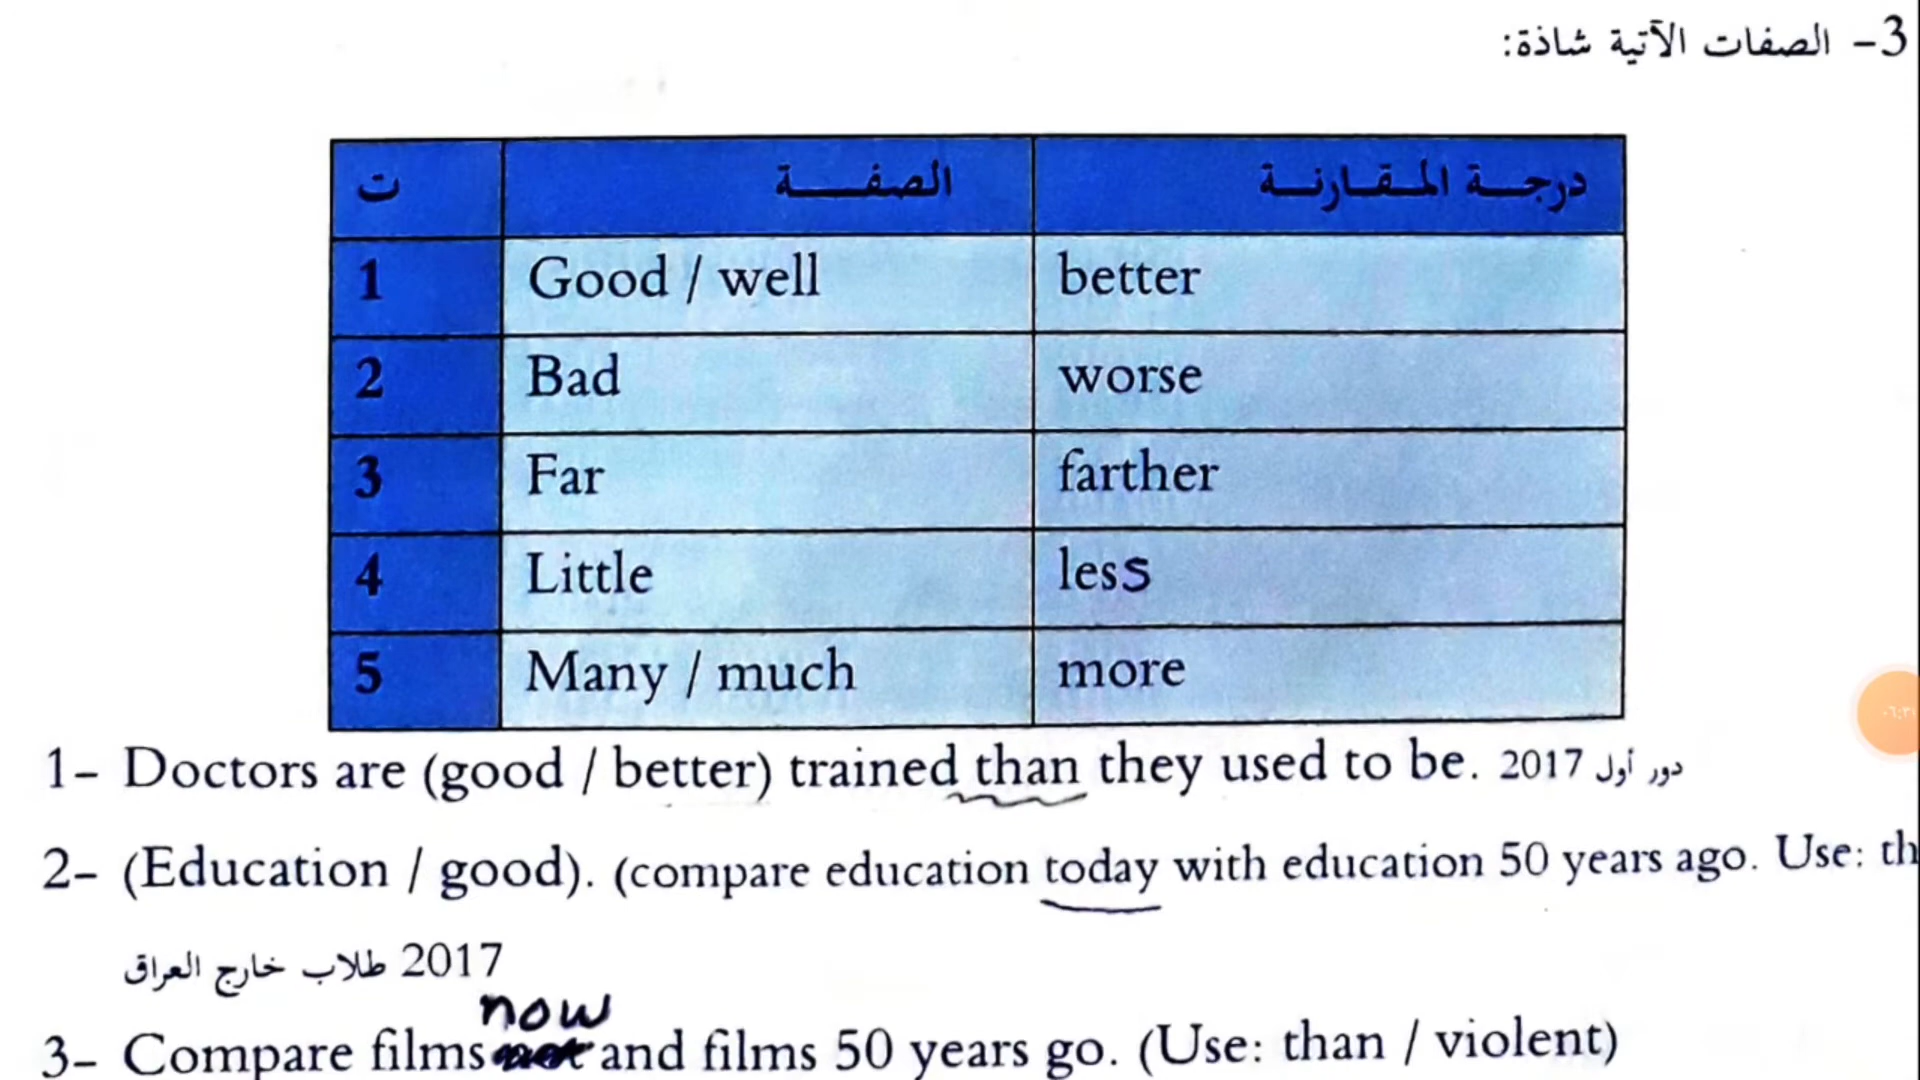 3- الصفات الآتية شاذة:
ت الصفة درجة المقارنة
1 Good / well better
2 Bad worse
3 Far farther
4 Little less
5 Many / much more
1- Doctors are (good / better) trained than they used to be. 2017 دور أول
2- (Education / good). (compare education today with education 50 years ago. Use: th
2017 طلاب خارج العراق
now
3- Compare films and films 50 years go. (Use: than / violent)
٠٦:٣١